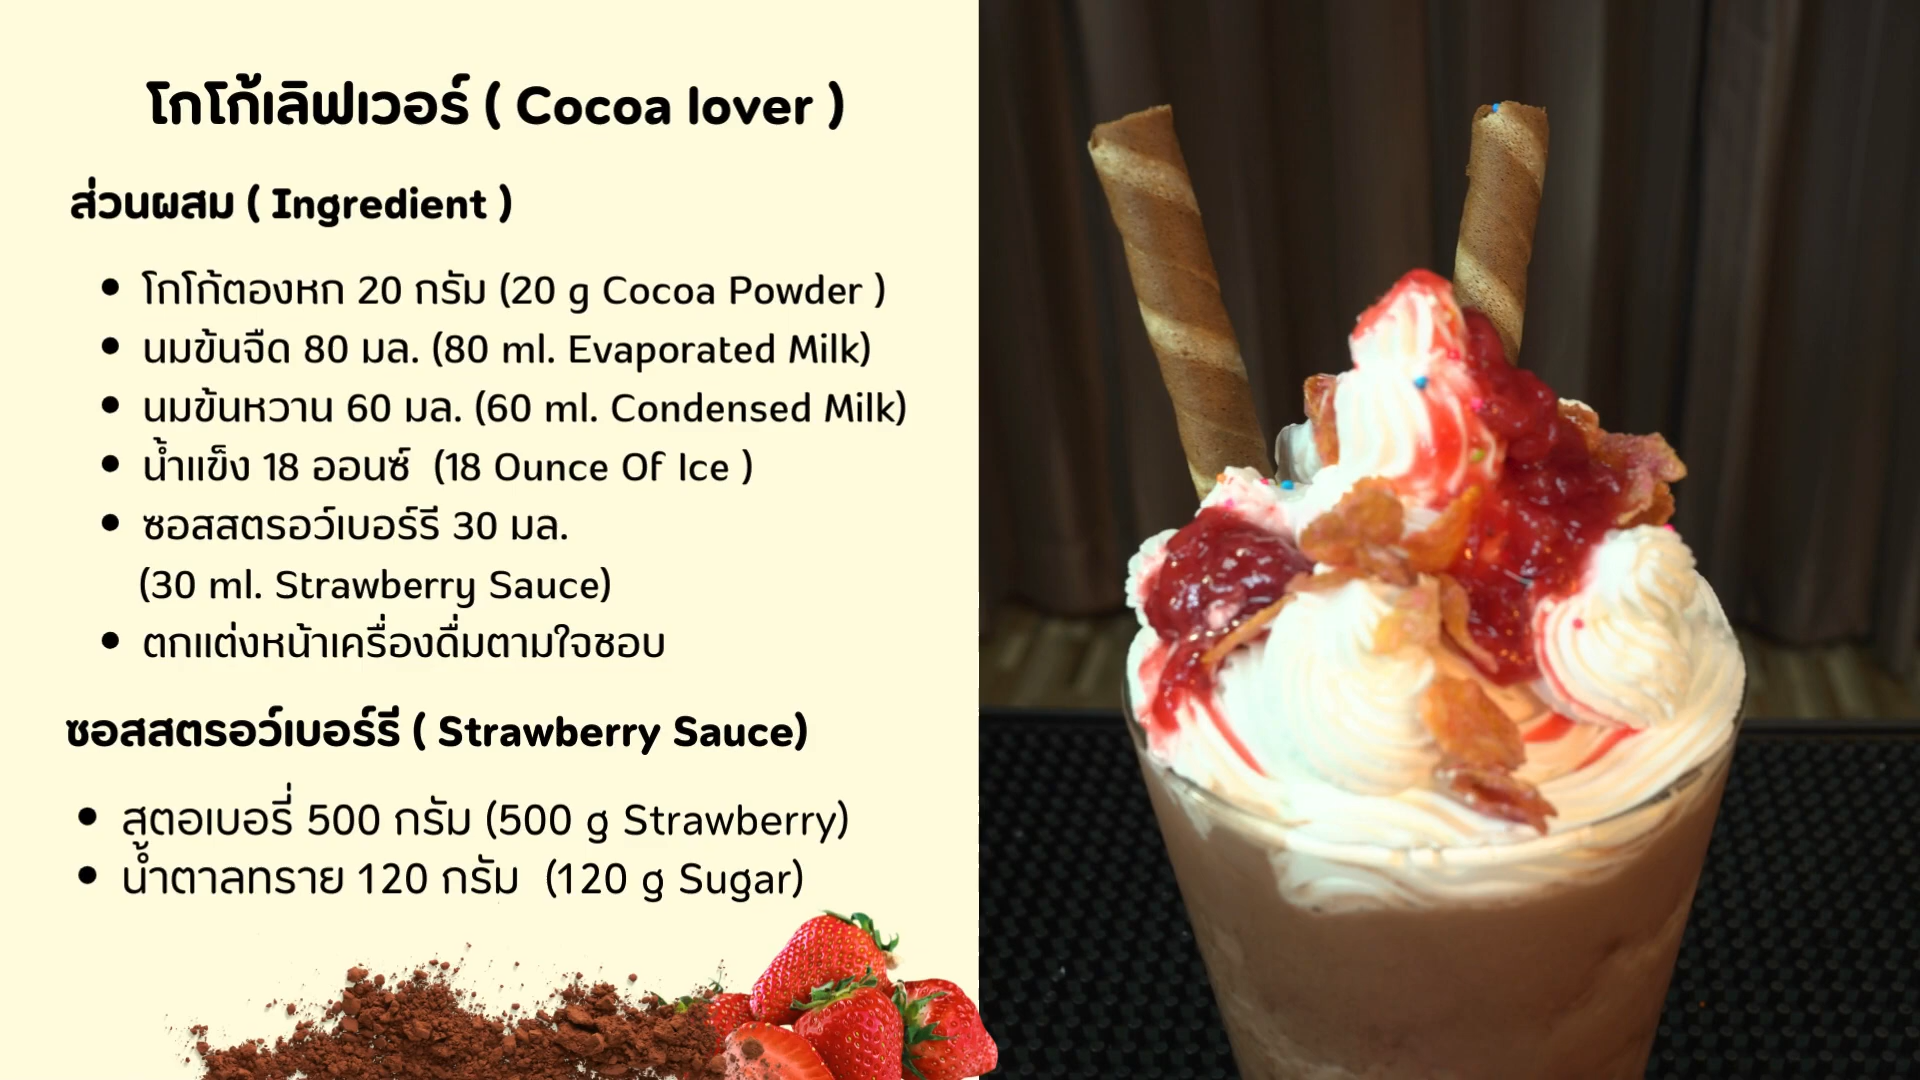 โกโก้เลิฟเวอร์ ( Cocoa lover )
ส่วนผสม ( Ingredient )
• โกโก้ตองหก 20 กรัม (20 g Cocoa Powder )
• นมข้นจืด 80 มล. (80 ml. Evaporated Milk)
• นมข้นหวาน 60 มล. (60 ml. Condensed Milk)
• น้ำแข็ง 18 ออนซ์  (18 Ounce Of Ice )
• ซอสสตรอว์เบอร์รี 30 มล.
(30 ml. Strawberry Sauce)
• ตกแต่งหน้าเครื่องดื่มตามใจชอบ
ซอสสตรอว์เบอร์รี ( Strawberry Sauce)
• สตอเบอรี่ 500 กรัม (500 g Strawberry)
• น้ำตาลทราย 120 กรัม  (120 g Sugar)